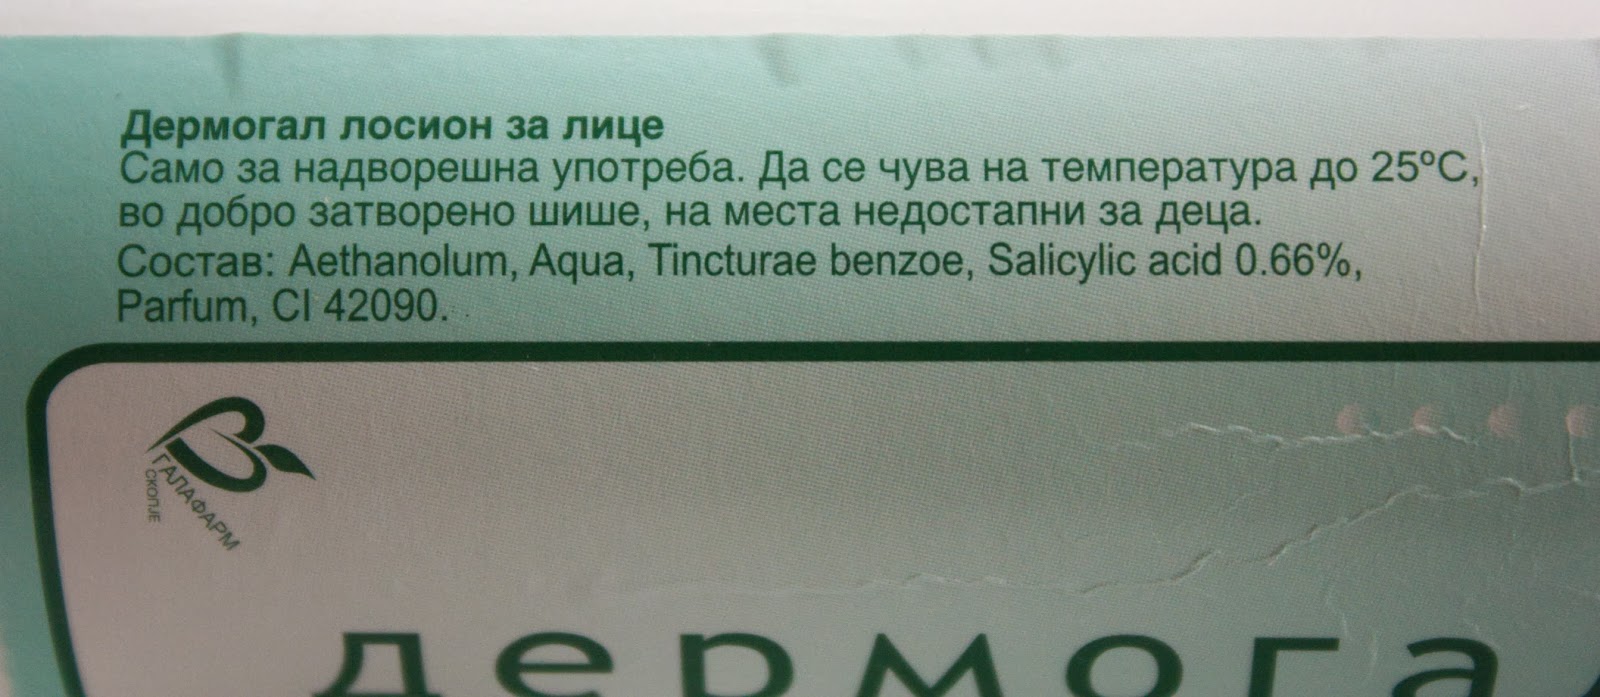 Дермогал лосион за лице
Само за надворешна употреба. Да се чува на температура до 25ºC,
во добро затворено шише, на места недостапни за деца.
Состав: Aethanolum, Aqua, Tincturae benzoe, Salicylic acid 0.66%,
Parfum, CI 42090.
ГАЛАФАРМ
СКОПЈЕ
дермога